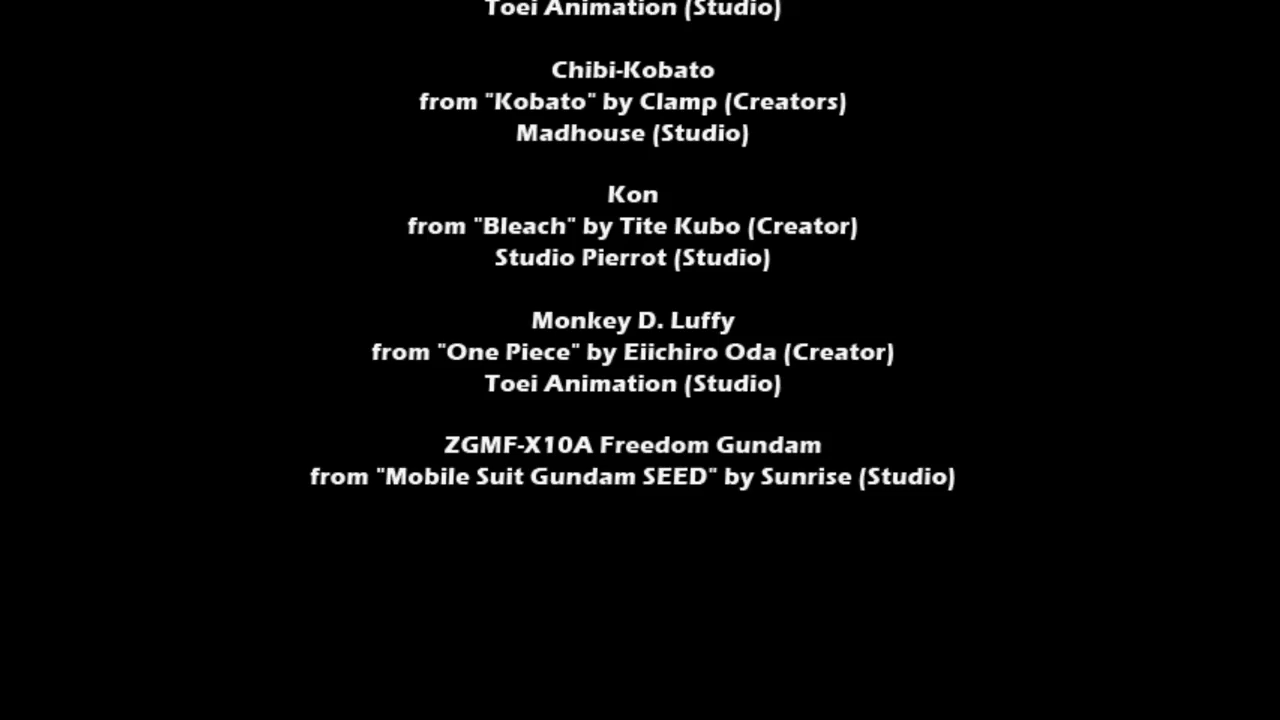 Toei Animation (Studio)
Chibi-Kobato
from "Kobato" by Clamp (Creators)
Madhouse (Studio)
Kon
from "Bleach" by Tite Kubo (Creator)
Studio Pierrot (Studio)
Monkey D. Luffy
from "One Piece" by Eiichiro Oda (Creator)
Toei Animation (Studio)
ZGMF-X10A Freedom Gundam
from "Mobile Suit Gundam SEED" by Sunrise (Studio)